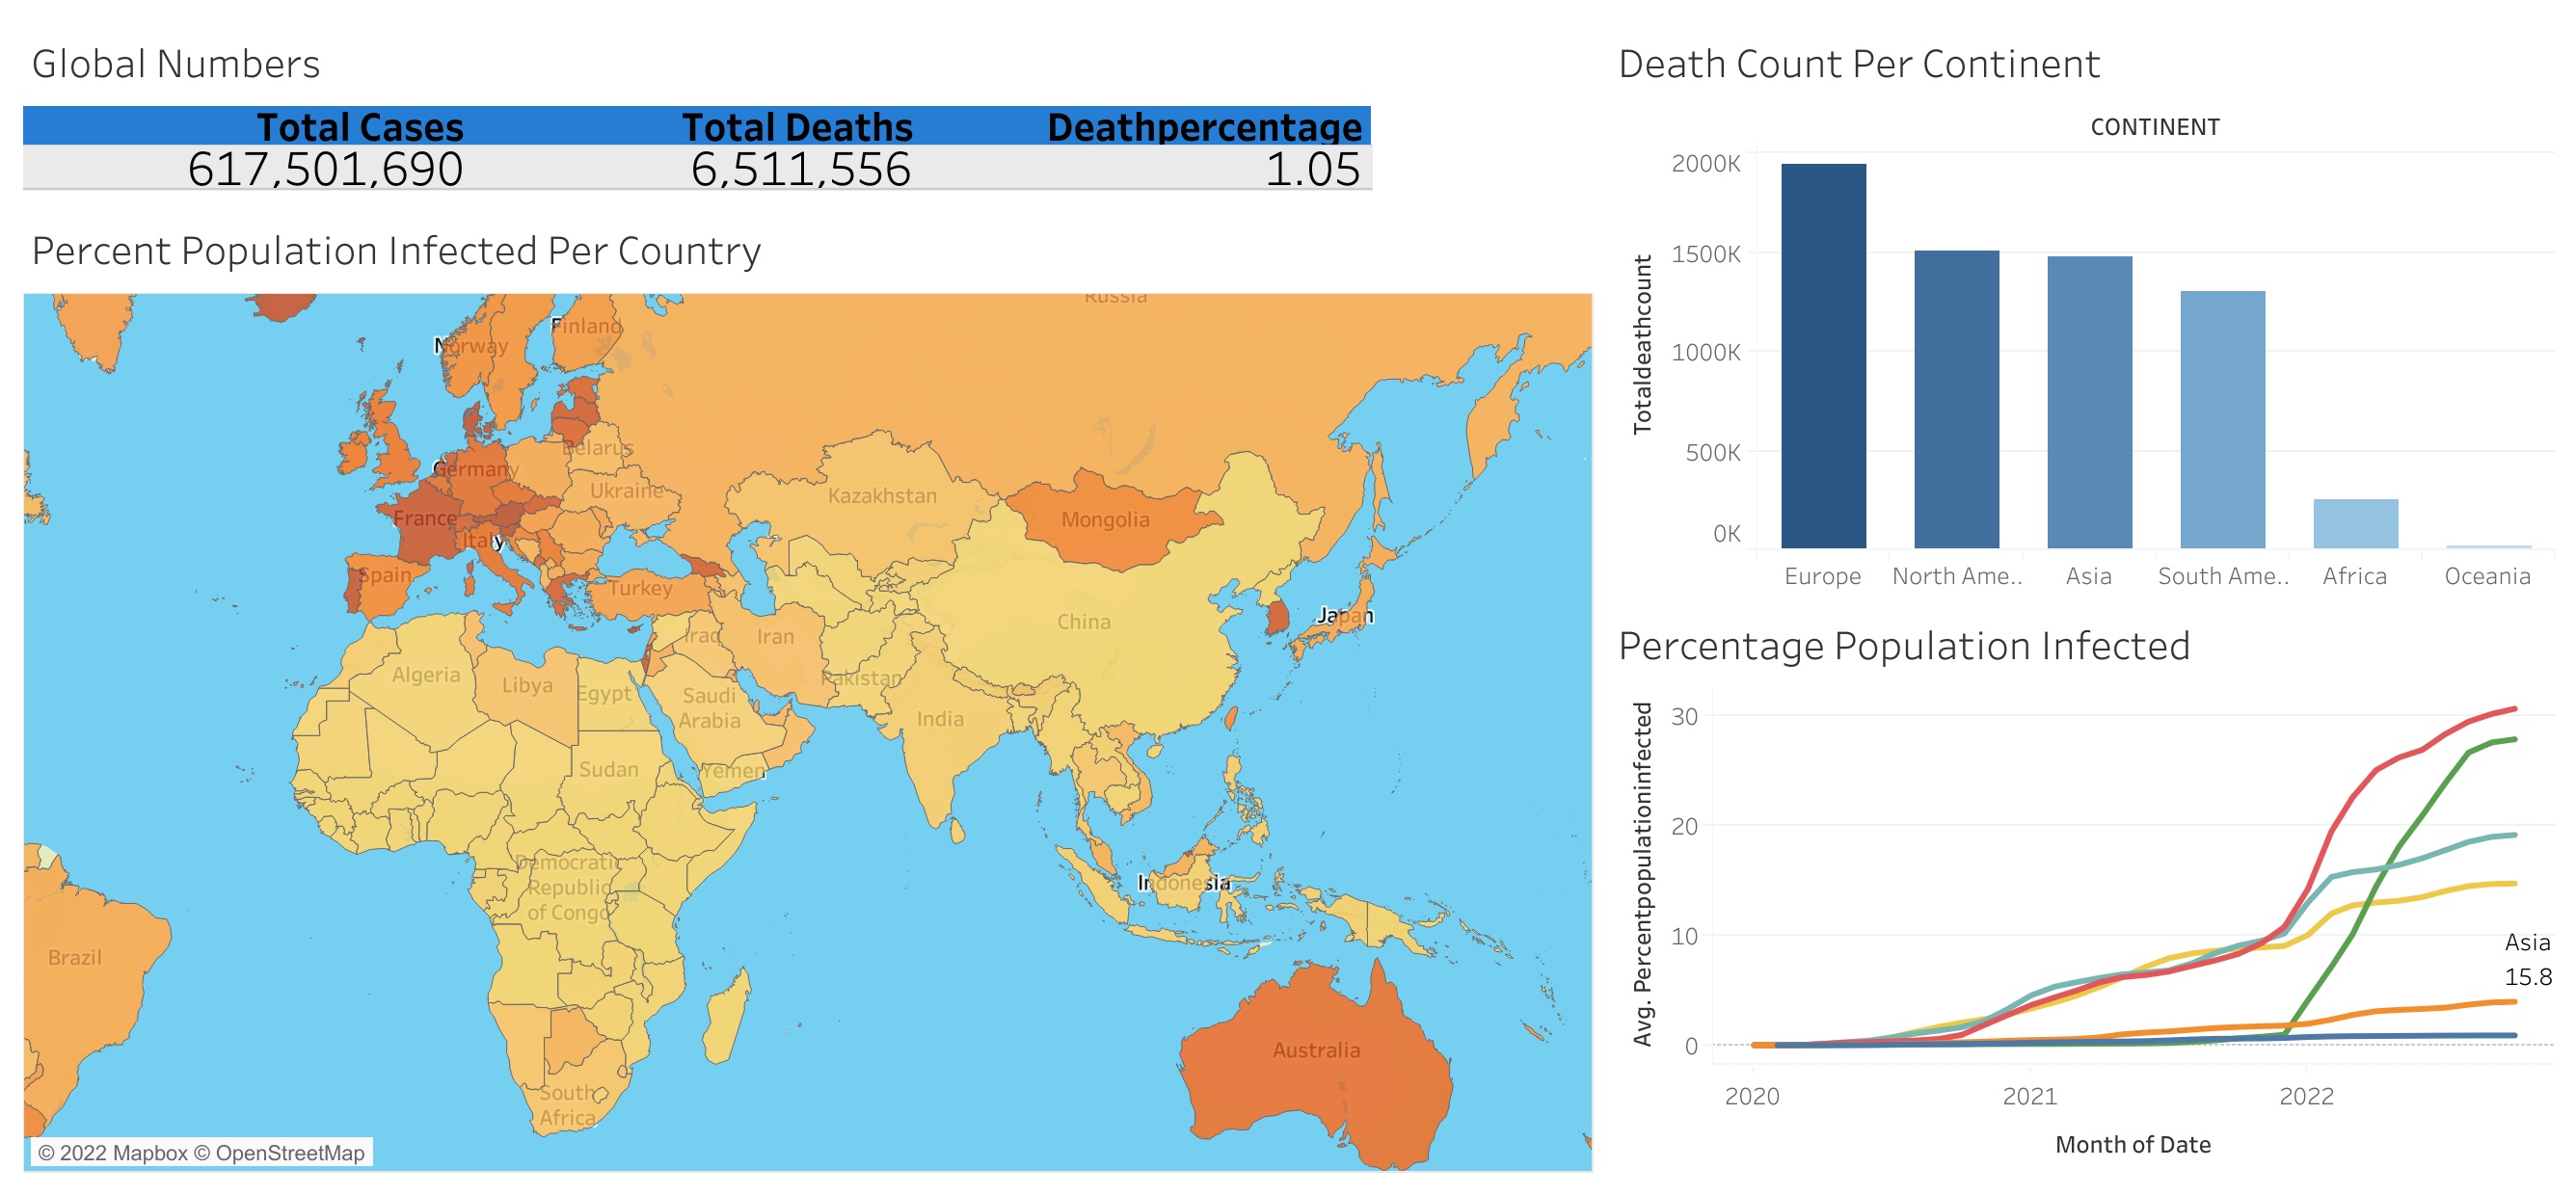 Global Numbers
Total Cases Total Deaths Deathpercentage
617,501,690 6,511,556 1.05
Percent Population Infected Per Country
Russia
Finland
Norway
Belarus
Germany
Ukraine
Kazakhstan
France
Mongolia
Italy
Spain
Turkey
Japan
China
Iraq
Iran
Algeria
Libya
Egypt
Pakistan
Saudi
Arabia
India
Sudan
Yemen
Democratic
Republic
of Congo
Indonesia
Brazil
Australia
South
Africa
© 2022 Mapbox © OpenStreetMap
Death Count Per Continent
CONTINENT
Totaldeathcount
2000K
1500K
1000K
500K
0K
Europe North Ame.. Asia South Ame.. Africa Oceania
Percentage Population Infected
Avg. Percentpopulationinfected
30
20
10
0
Asia
15.8
2020 2021 2022
Month of Date